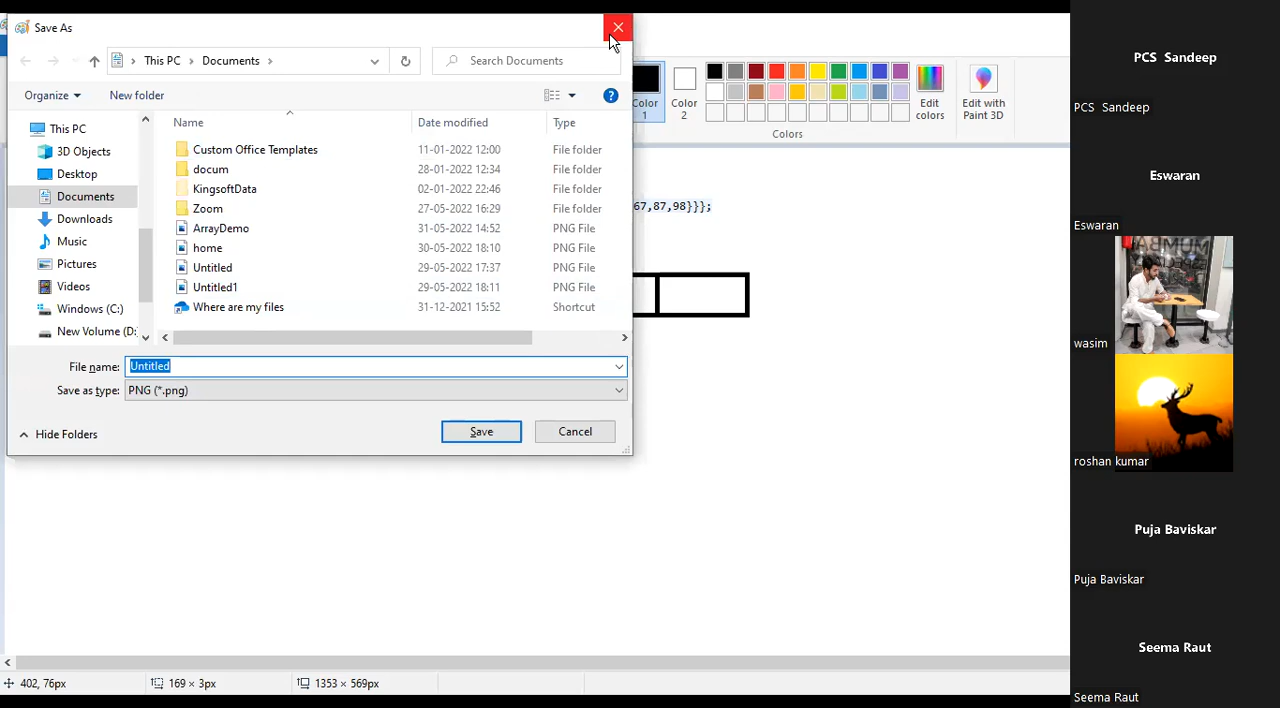 Save As
This PC
Documents
Search Documents
Organize
New folder
Name
Date modified
Type
This PC
3D Objects
Desktop
Documents
Downloads
Music
Pictures
Videos
Windows (C:)
New Volume (D:
Custom Office Templates 11-01-2022 12:00 File folder
docum 28-01-2022 12:34 File folder
KingsoftData 02-01-2022 22:46 File folder
Zoom 27-05-2022 16:29 File folder
ArrayDemo 31-05-2022 14:52 PNG File
home 30-05-2022 18:10 PNG File
Untitled 29-05-2022 17:37 PNG File
Untitled1 29-05-2022 18:11 PNG File
Where are my files 31-12-2021 15:52 Shortcut
File name: Untitled
Save as type: PNG (*.png)
Hide Folders
Save
Cancel
Color 1
Color 2
Edit colors
Edit with Paint 3D
Colors
67,87,98}}};
402, 76px
169 × 3px
1353 × 569px
PCS Sandeep
PCS Sandeep
Eswaran
Eswaran
MUMBAI
wasim
roshan kumar
Puja Baviskar
Puja Baviskar
Seema Raut
Seema Raut